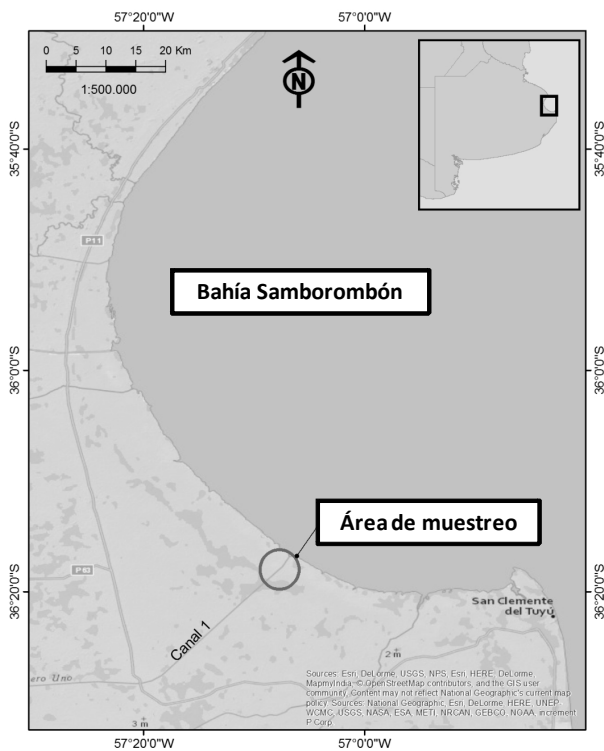 57°20'0"W
57°0'0"W
0 5 10 15 20 Km
1:500.000
N
35°40'0"S
35°40'0"S
P11
Bahía Samborombón
36°0'0"S
36°0'0"S
Área de muestreo
P63
36°20'0"S
36°20'0"S
San Clemente
del Tuyú
Canal 1
2 m
ero Uno
3 m
Sources: Esri, DeLorme, USGS, NPS, Esri, HERE, DeLorme,
MapmyIndia, © OpenStreetMap contributors, and the GIS user
community, Content may not reflect National Geographic's current map
policy. Sources: National Geographic, Esri, DeLorme, HERE, UNEP-
WCMC, USGS, NASA, ESA, METI, NRCAN, GEBCO, NOAA, increment
P Corp.
57°20'0"W
57°0'0"W